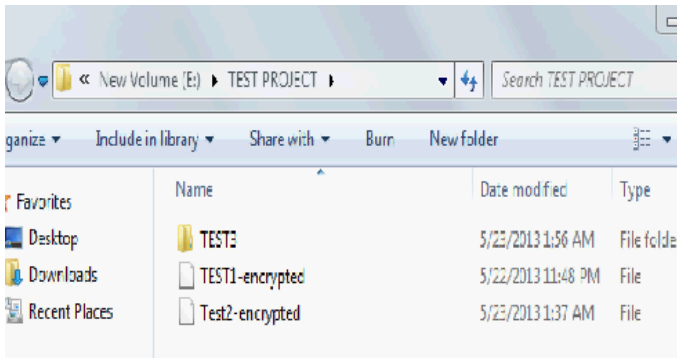 « New Volume (E:) ▸ TEST PROJECT ▸ Search TEST PROJECT
ganize Include in library Share with Burn New folder
Name Date modified Type
Favorites
Desktop TEST3 5/23/2013 1:56 AM File folde
Downloads TEST1-encrypted 5/22/2013 11:48 PM File
Recent Places Test2-encrypted 5/23/2013 1:37 AM File